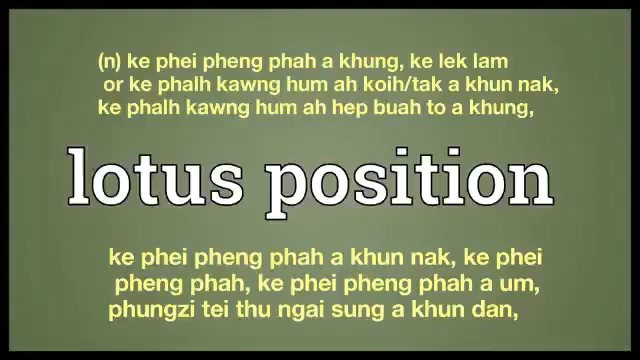 (n) ke phei pheng phah a khung, ke lek lam
or ke phalh kawng hum ah koih/tak a khun nak,
ke phalh kawng hum ah hep buah to a khung,
lotus position
ke phei pheng phah a khun nak, ke phei
pheng phah, ke phei pheng phah a um,
phungzi tei thu ngai sung a khun dan,